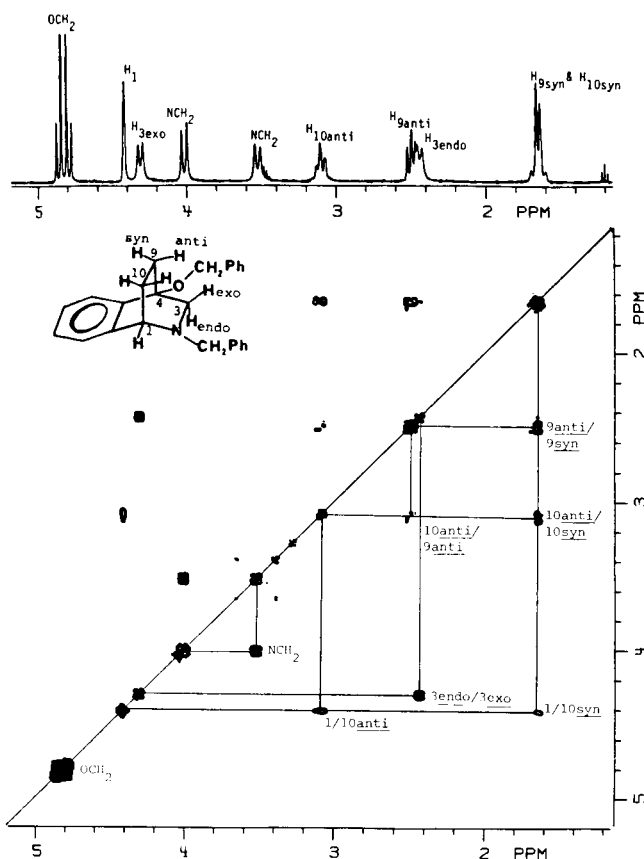 OCH2
H1
H3exo
NCH2
NCH2
H10anti
H9anti
H3endo
H9syn & H10syn
5 4 3 2 PPM
syn anti
9
H H
10 H O CH2Ph
4 H exo
3
H endo
1 N
H CH2Ph
PPM
2
3
4
5
9anti/
9syn
10anti/
10syn
10anti/
9anti
NCH2
3endo/3exo
1/10anti
1/10syn
OCH2
5 4 3 2 PPM